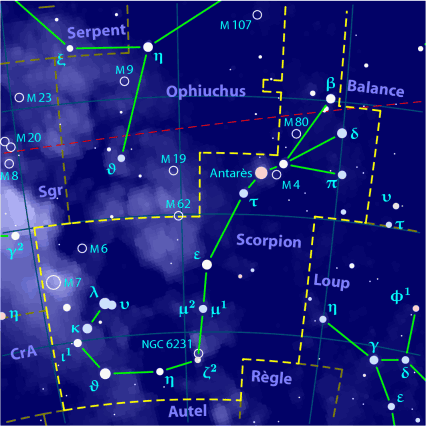 M 107
Serpent
ξ
η
M 9
Ophiuchus
β
Balance
M 23
M 80
δ
M 20
M 8
ϑ
M 19
Antarès
M 4
π
Sgr
τ
υ
M 62
τ
γ²
M 6
Scorpion
ε
M 7
Loup
λ
υ
φ¹
η
μ²
μ¹
η
κ
NGC 6231
CrA
ι¹
γ
δ
ζ²
ϑ
η
Règle
ε
Autel